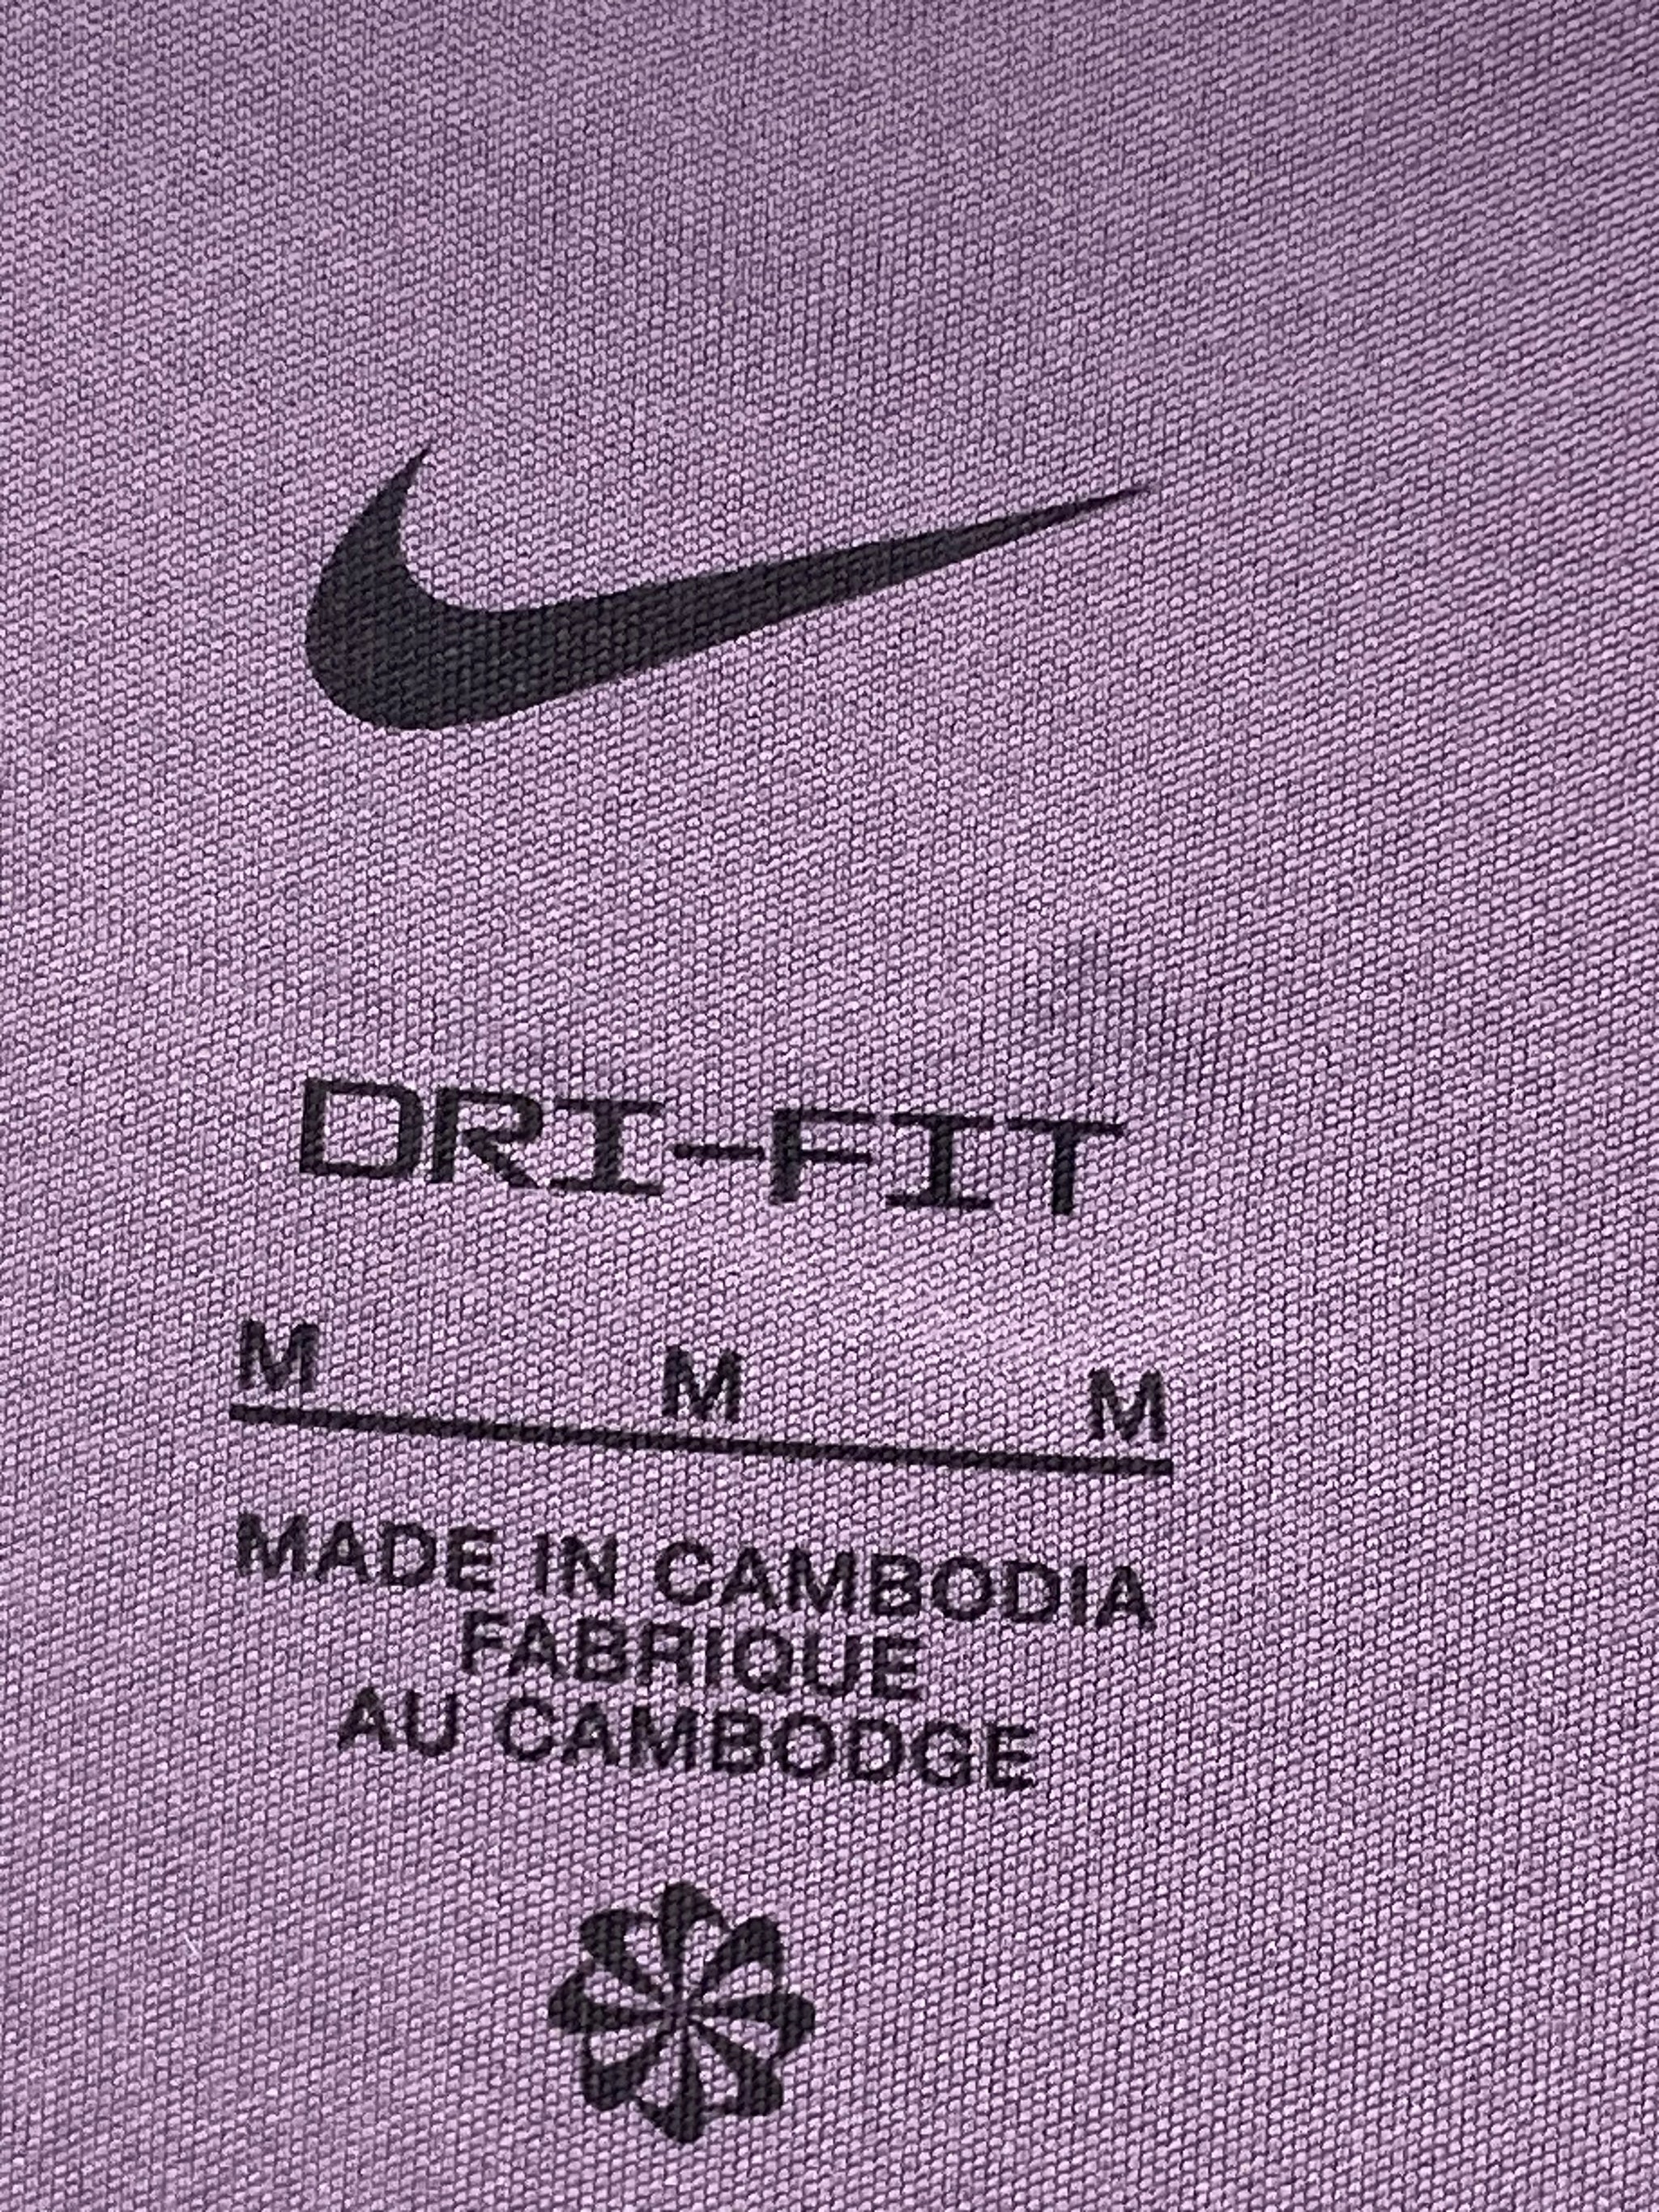 DRI-FIT
M M M
MADE IN CAMBODIA
FABRIQUE
AU CAMBODGE